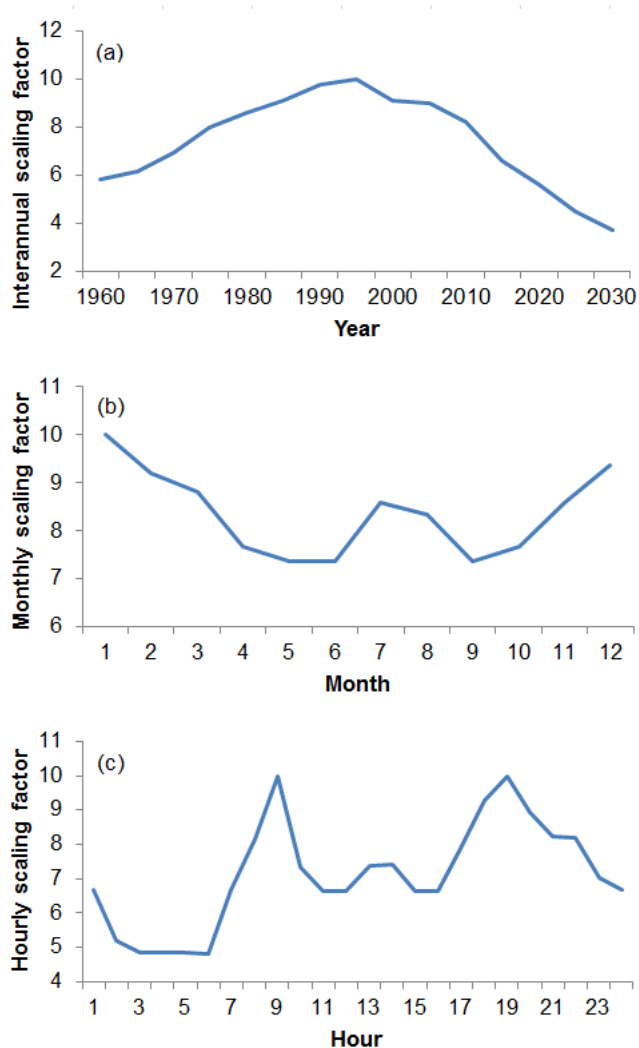 (a)
Interannual scaling factor
12
10
8
6
4
2
1960 1970 1980 1990 2000 2010 2020 2030
Year
(b)
Monthly scaling factor
11
10
9
8
7
6
1 2 3 4 5 6 7 8 9 10 11 12
Month
(c)
Hourly scaling factor
11
10
9
8
7
6
5
4
1 3 5 7 9 11 13 15 17 19 21 23
Hour